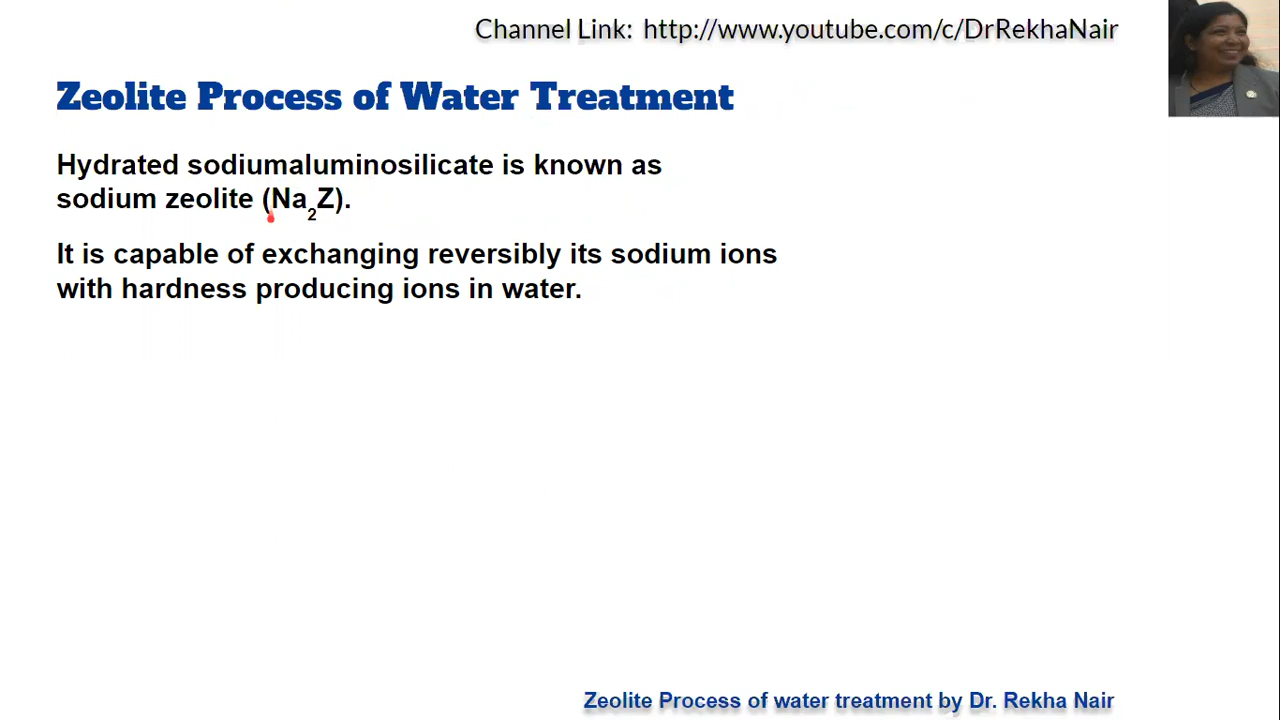 Channel Link: http://www.youtube.com/c/DrRekhaNair
Zeolite Process of Water Treatment
Hydrated sodiumaluminosilicate is known as
sodium zeolite (Na₂Z).
It is capable of exchanging reversibly its sodium ions
with hardness producing ions in water.
Zeolite Process of water treatment by Dr. Rekha Nair